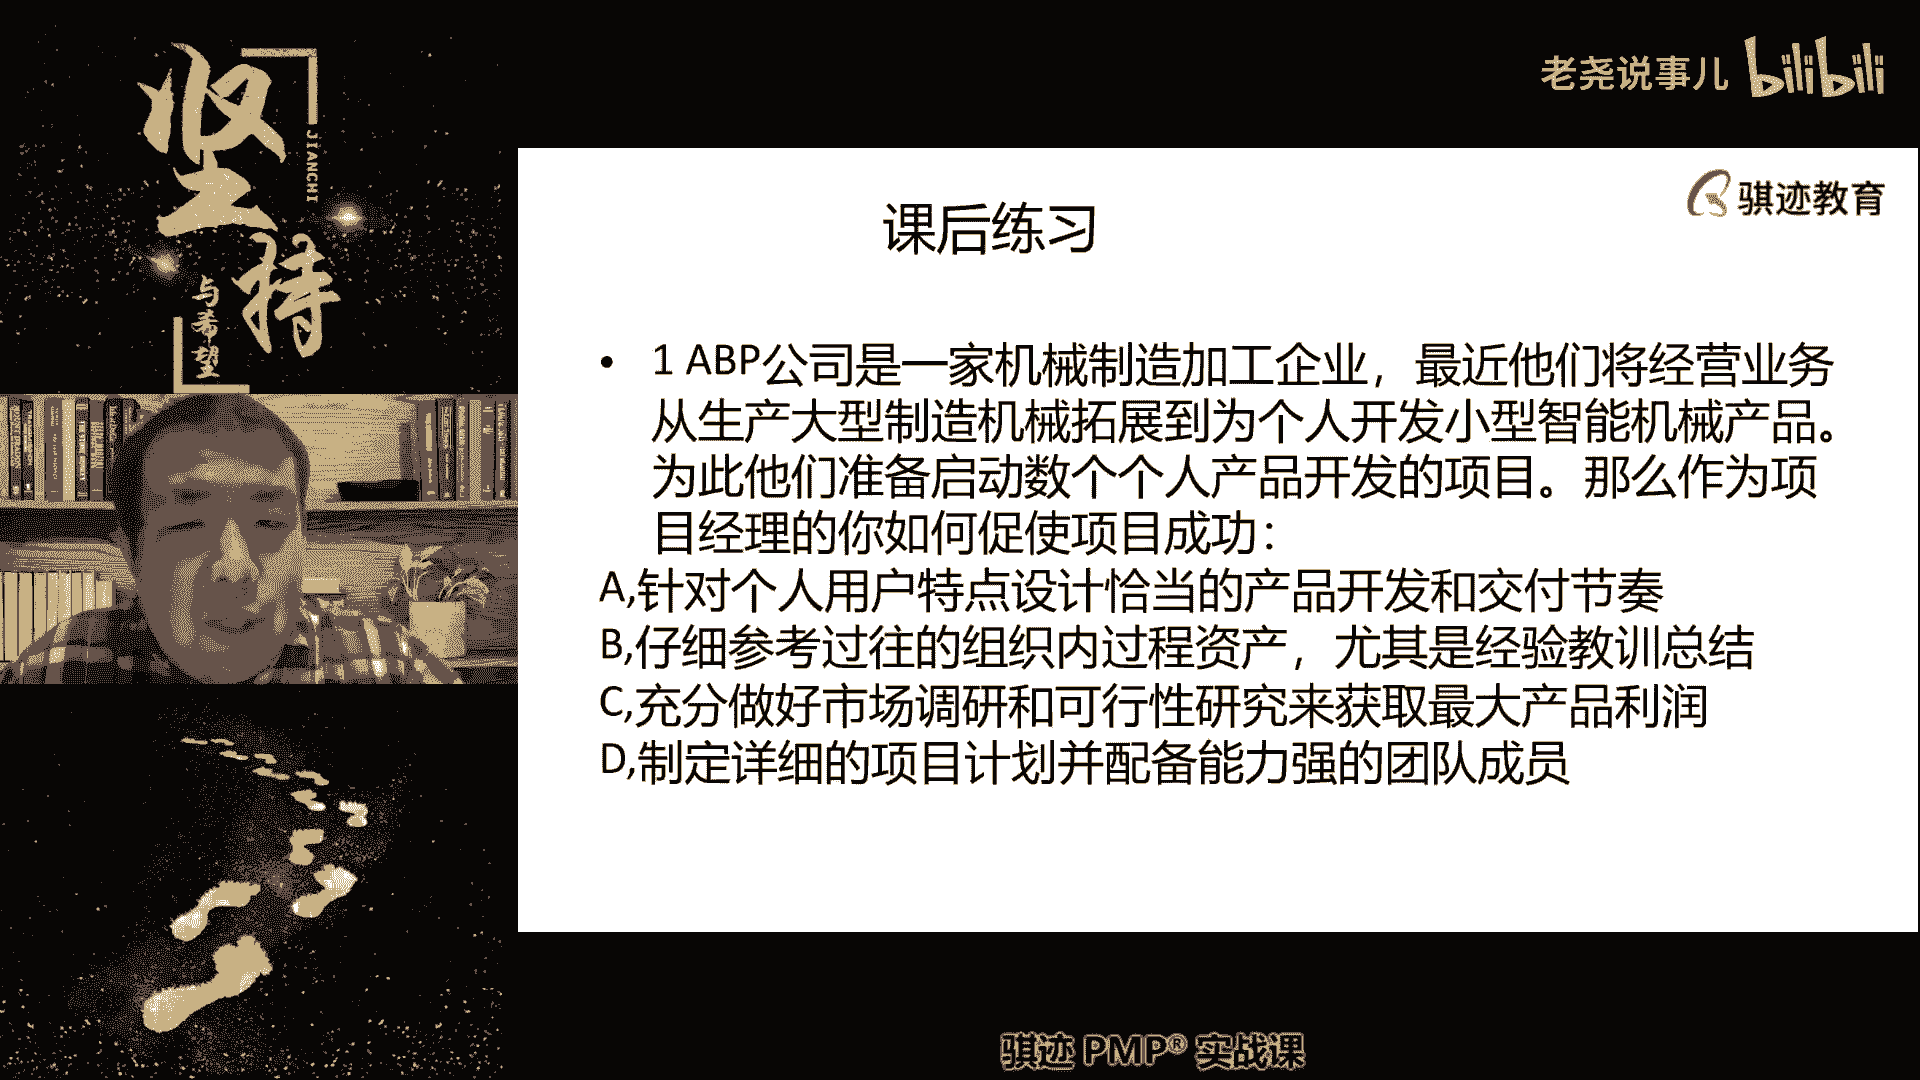 坚持
JIANCHI
与希望
老尧说事儿 bilibili
骐迹教育
课后练习
• 1 ABP公司是一家机械制造加工企业，最近他们将经营业务
从生产大型制造机械拓展到为个人开发小型智能机械产品。
为此他们准备启动数个个人产品开发的项目。那么作为项
目经理的你如何促使项目成功：
A,针对个人用户特点设计恰当的产品开发和交付节奏
B,仔细参考过往的组织内过程资产，尤其是经验教训总结
C,充分做好市场调研和可行性研究来获取最大产品利润
D,制定详细的项目计划并配备能力强的团队成员
骐迹 PMP® 实战课